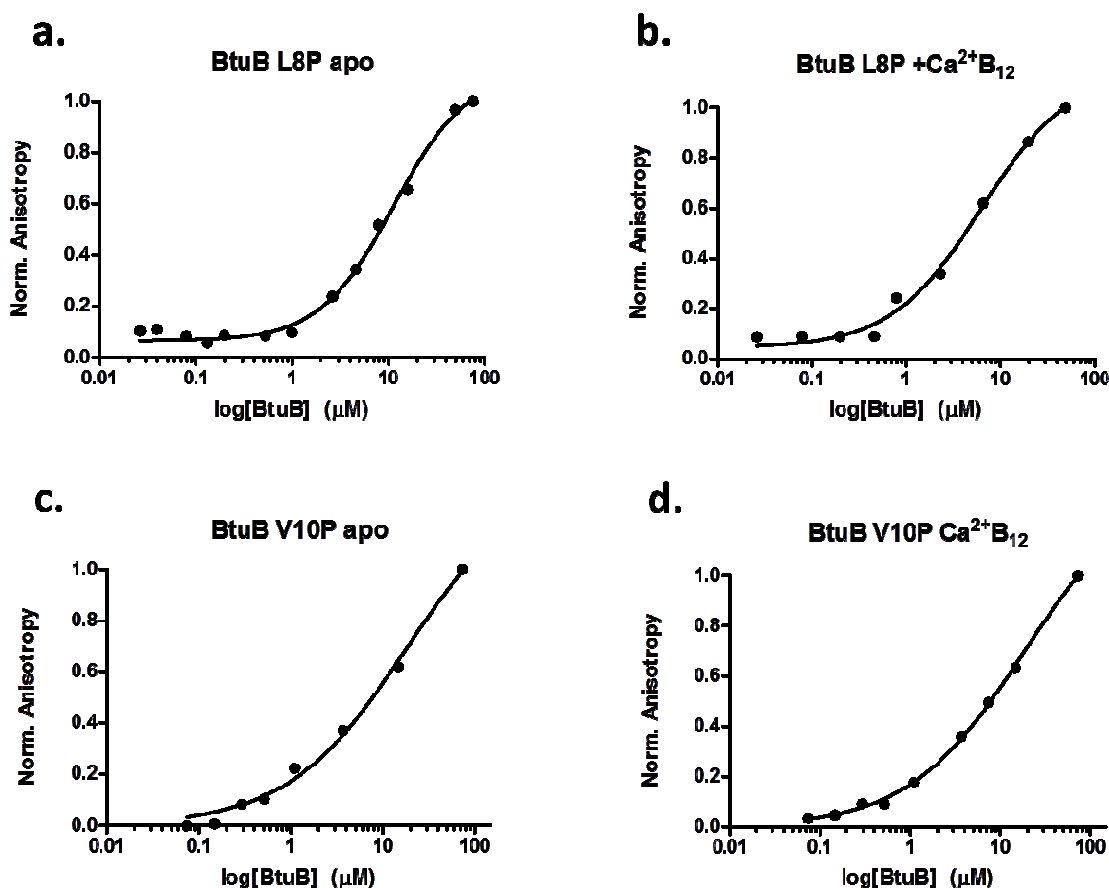 a.
BtuB L8P apo
Norm. Anisotropy
1.0
0.8
0.6
0.4
0.2
0.0
0.01
0.1
1
10
100
log[BtuB] (µM)
b.
BtuB L8P +Ca²⁺B₁₂
Norm. Anisotropy
1.0
0.8
0.6
0.4
0.2
0.0
0.01
0.1
1
10
100
log[BtuB] (µM)
c.
BtuB V10P apo
Norm. Anisotropy
1.0
0.8
0.6
0.4
0.2
0.0
0.01
0.1
1
10
100
log[BtuB] (µM)
d.
BtuB V10P Ca²⁺B₁₂
Norm. Anisotropy
1.0
0.8
0.6
0.4
0.2
0.0
0.01
0.1
1
10
100
log[BtuB] (µM)